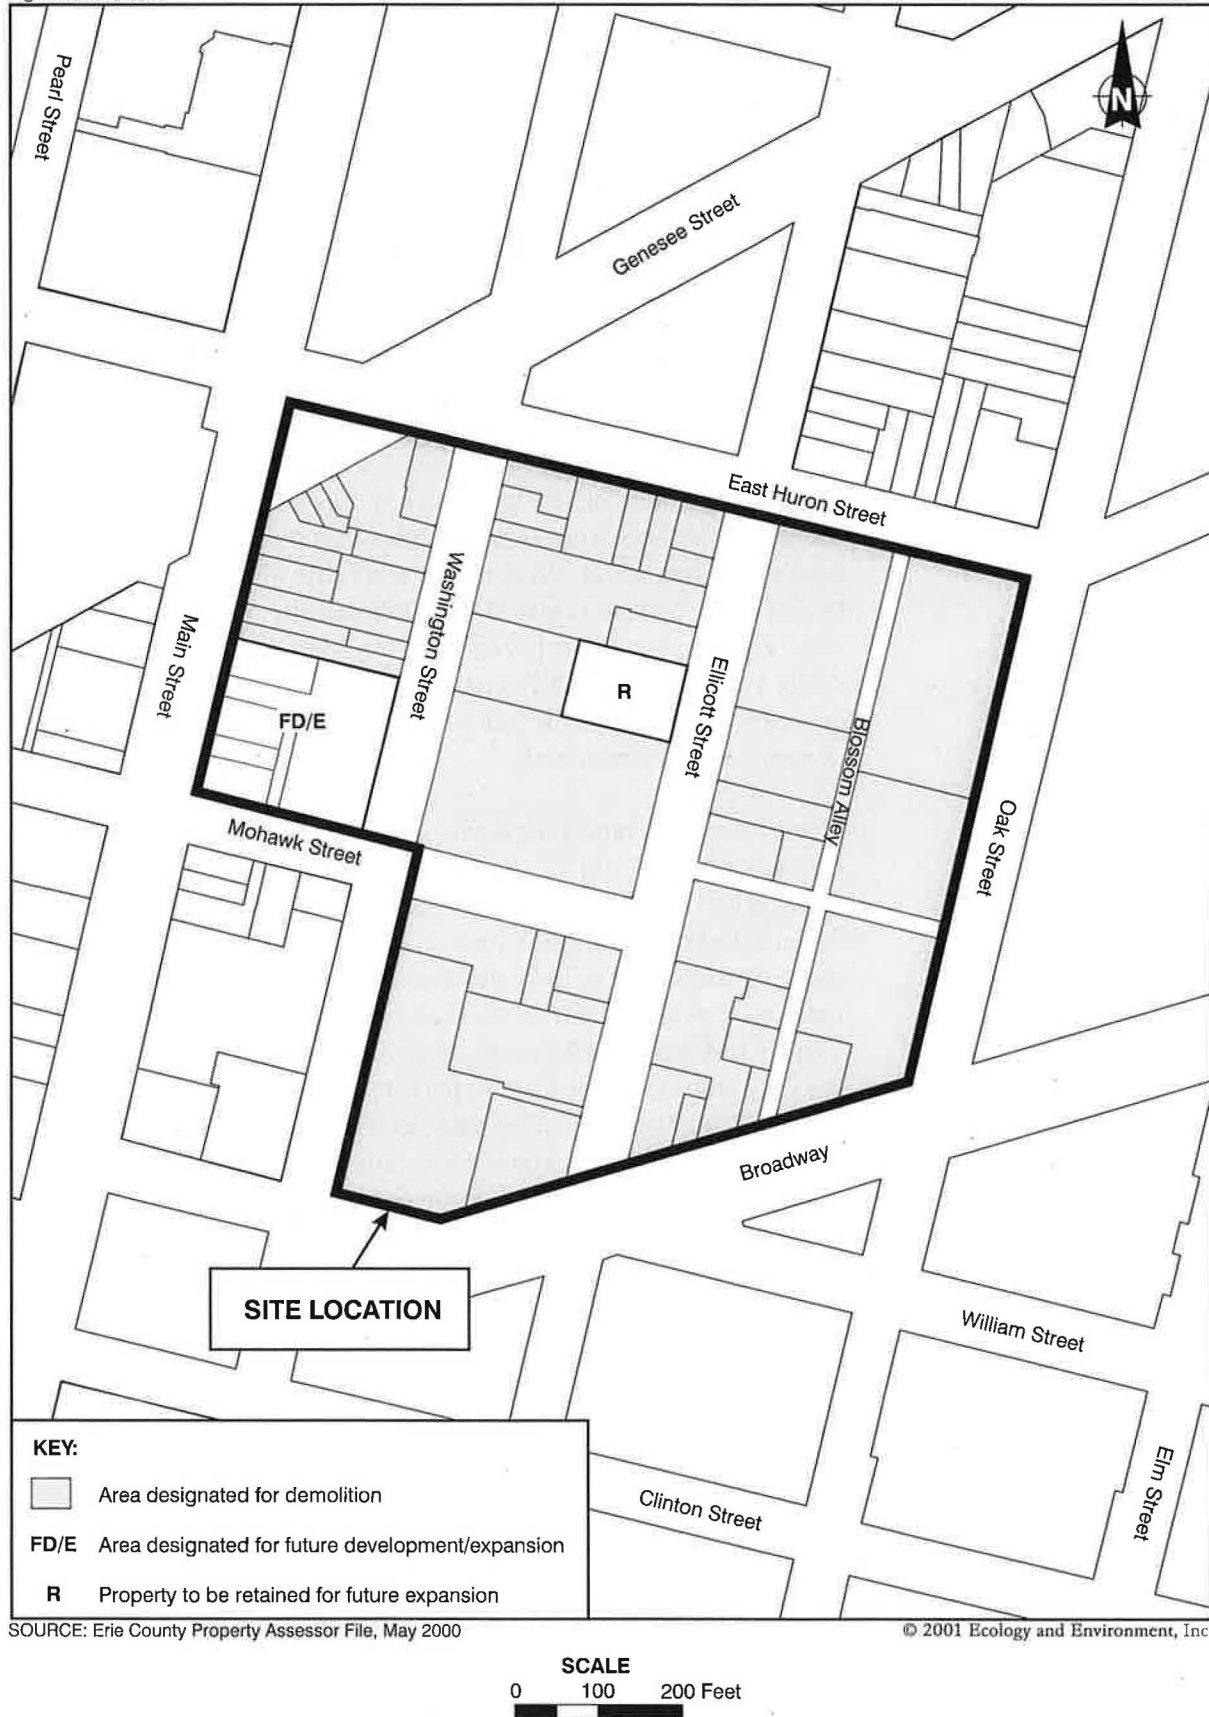 Pearl Street
N
Genesee Street
East Huron Street
Washington Street
Main Street
R
Ellicott Street
FD/E
Blossom Alley
Mohawk Street
Oak Street
Broadway
SITE LOCATION
William Street
Elm Street
Clinton Street
KEY:
Area designated for demolition
FD/E Area designated for future development/expansion
R Property to be retained for future expansion
SOURCE: Erie County Property Assessor File, May 2000
© 2001 Ecology and Environment, Inc
SCALE
0 100 200 Feet